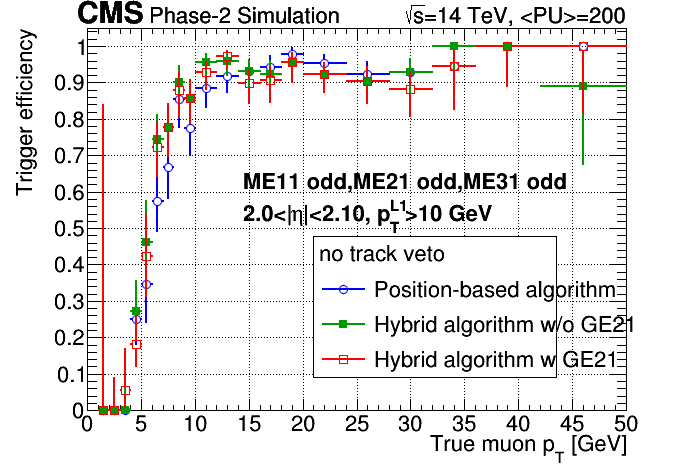 CMS Phase-2 Simulation √s=14 TeV, <PU>=200
Trigger efficiency
1
0.9
0.8
0.7
0.6
0.5
0.4
0.3
0.2
0.1
0
ME11 odd,ME21 odd,ME31 odd
2.0<|η|<2.10, p_T^L1>10 GeV
no track veto
Position-based algorithm
Hybrid algorithm w/o GE21
Hybrid algorithm w GE21
0 5 10 15 20 25 30 35 40 45 50
True muon p_T [GeV]